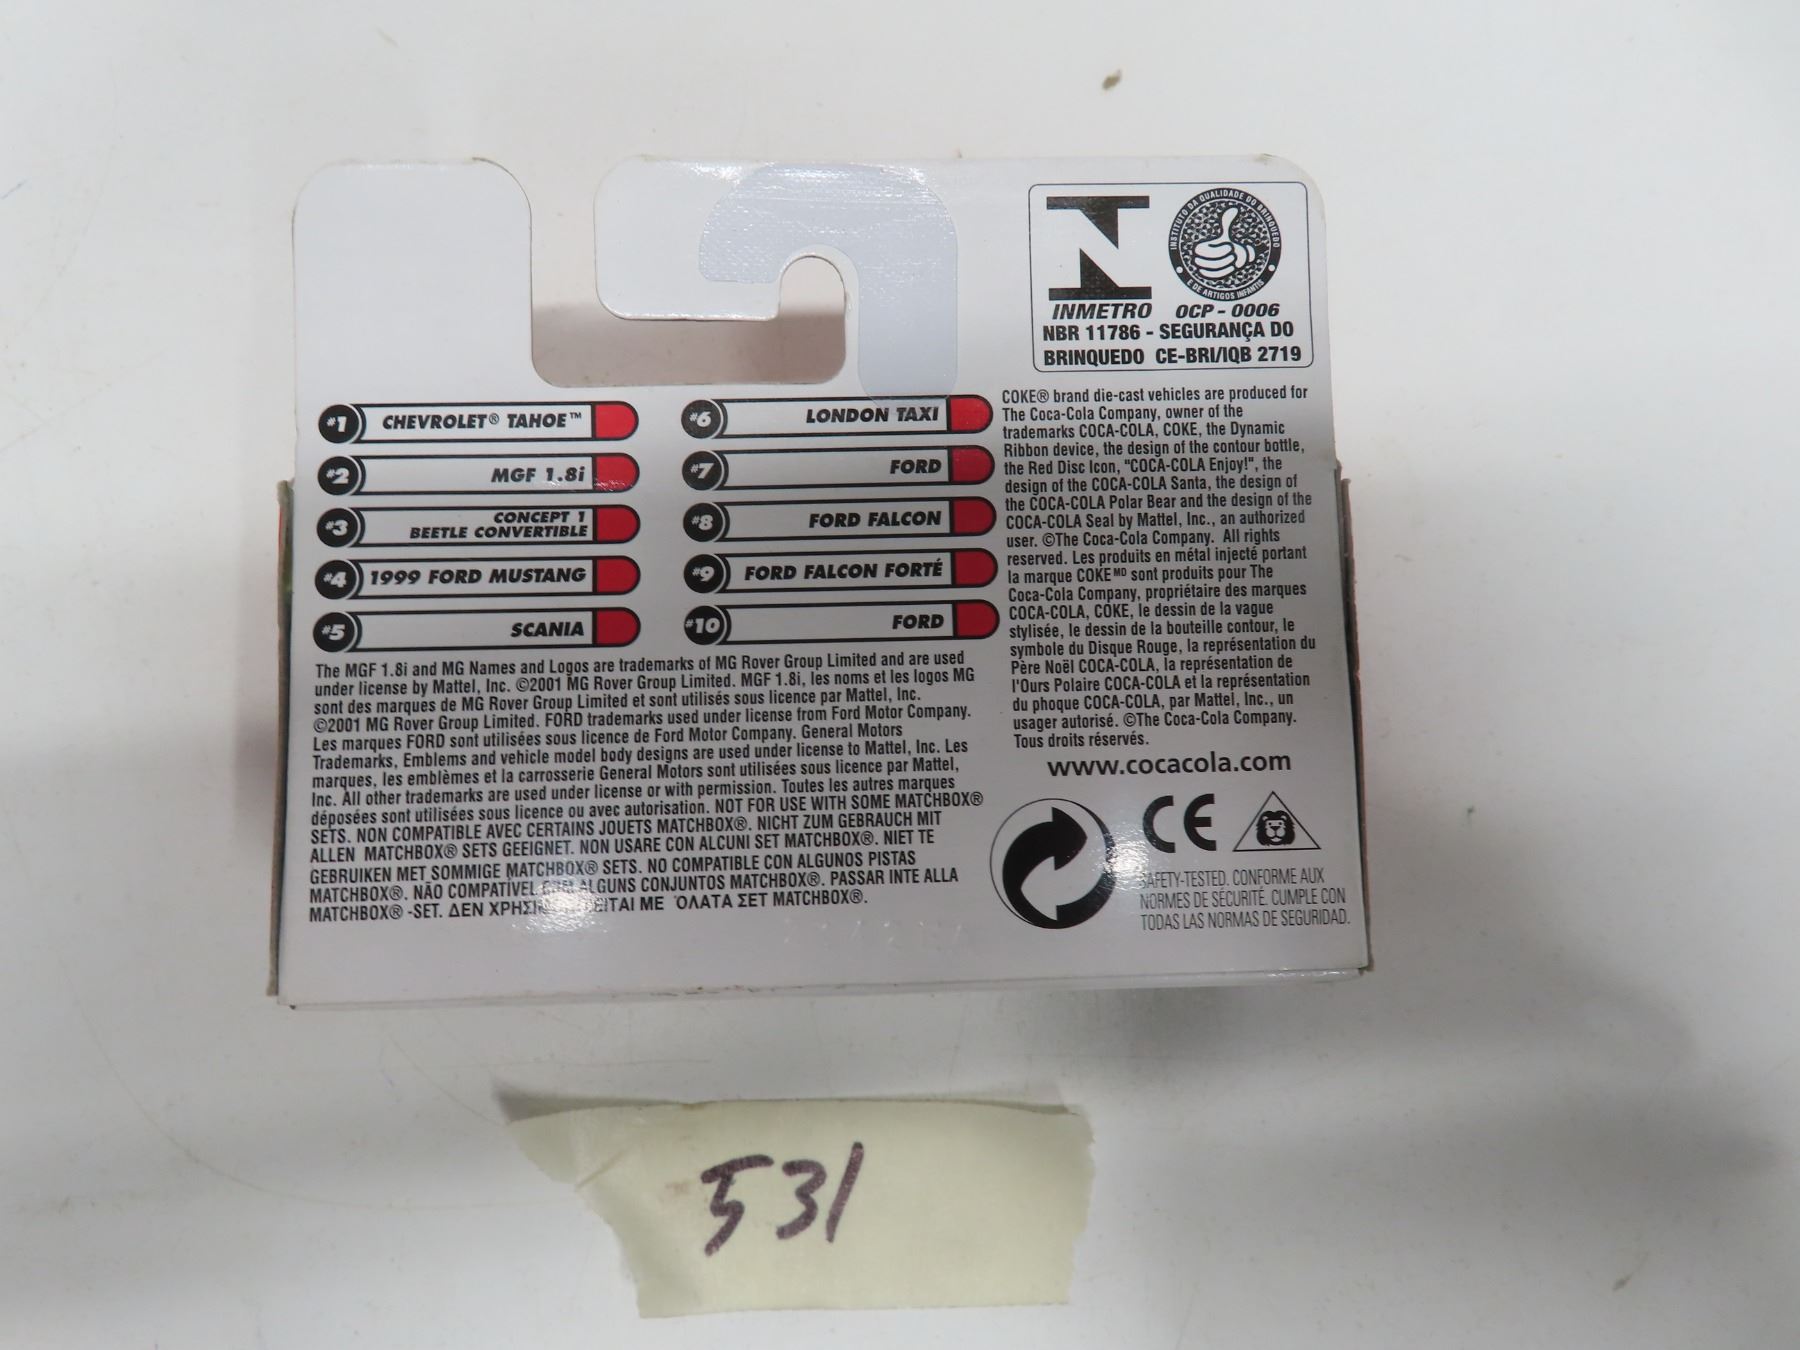 INSTITUTO DA QUALIDADE DO BRINQUEDO
• E DE ARTIGOS INFANTIS •
INMETRO OCP - 0006
NBR 11786 - SEGURANÇA DO
BRINQUEDO CE-BRI/IQB 2719
#1 CHEVROLET® TAHOE™
#2 MGF 1.8i
#3 CONCEPT 1
BEETLE CONVERTIBLE
#4 1999 FORD MUSTANG
#5 SCANIA
#6 LONDON TAXI
#7 FORD
#8 FORD FALCON
#9 FORD FALCON FORTÉ
#10 FORD
The MGF 1.8i and MG Names and Logos are trademarks of MG Rover Group Limited and are used
under license by Mattel, Inc. ©2001 MG Rover Group Limited. MGF 1.8i, les noms et les logos MG
sont des marques de MG Rover Group Limited et sont utilisés sous licence par Mattel, Inc.
©2001 MG Rover Group Limited. FORD trademarks used under license from Ford Motor Company.
Les marques FORD sont utilisées sous licence de Ford Motor Company. General Motors
Trademarks, Emblems and vehicle model body designs are used under license to Mattel, Inc. Les
marques, les emblèmes et la carrosserie General Motors sont utilisées sous licence par Mattel,
Inc. All other trademarks are used under license or with permission. Toutes les autres marques
déposées sont utilisées sous licence ou avec autorisation. NOT FOR USE WITH SOME MATCHBOX®
SETS. NON COMPATIBLE AVEC CERTAINS JOUETS MATCHBOX®. NICHT ZUM GEBRAUCH MIT
ALLEN MATCHBOX® SETS GEEIGNET. NON USARE CON ALCUNI SET MATCHBOX®. NIET TE
GEBRUIKEN MET SOMMIGE MATCHBOX® SETS. NO COMPATIBLE CON ALGUNOS PISTAS
MATCHBOX®. NÃO COMPATÍVEL ALGUNS CONJUNTOS MATCHBOX®. PASSAR INTE ALLA
MATCHBOX® -SET. ΔΕΝ ΜΕ ΌΛΑΤΑ ΣΕΤ MATCHBOX®.
COKE® brand die-cast vehicles are produced for
The Coca-Cola Company, owner of the
trademarks COCA-COLA, COKE, the Dynamic
Ribbon device, the design of the contour bottle,
the Red Disc Icon, "COCA-COLA Enjoy!", the
design of the COCA-COLA Santa, the design of
the COCA-COLA Polar Bear and the design of the
COCA-COLA Seal by Mattel, Inc., an authorized
user. ©The Coca-Cola Company. All rights
reserved. Les produits en métal injecté portant
la marque COKE MD sont produits pour The
Coca-Cola Company, propriétaire des marques
COCA-COLA, COKE, le dessin de la vague
stylisée, le dessin de la bouteille contour, le
symbole du Disque Rouge, la représentation du
Père Noël COCA-COLA, la représentation de
l'Ours Polaire COCA-COLA et la représentation
du phoque COCA-COLA, par Mattel, Inc., un
usager autorisé. ©The Coca-Cola Company.
Tous droits réservés.
www.cocacola.com
CE
SAFETY-TESTED. CONFORME AUX
NORMES DE SÉCURITÉ. CUMPLE CON
TODAS LAS NORMAS DE SEGURIDAD.
531